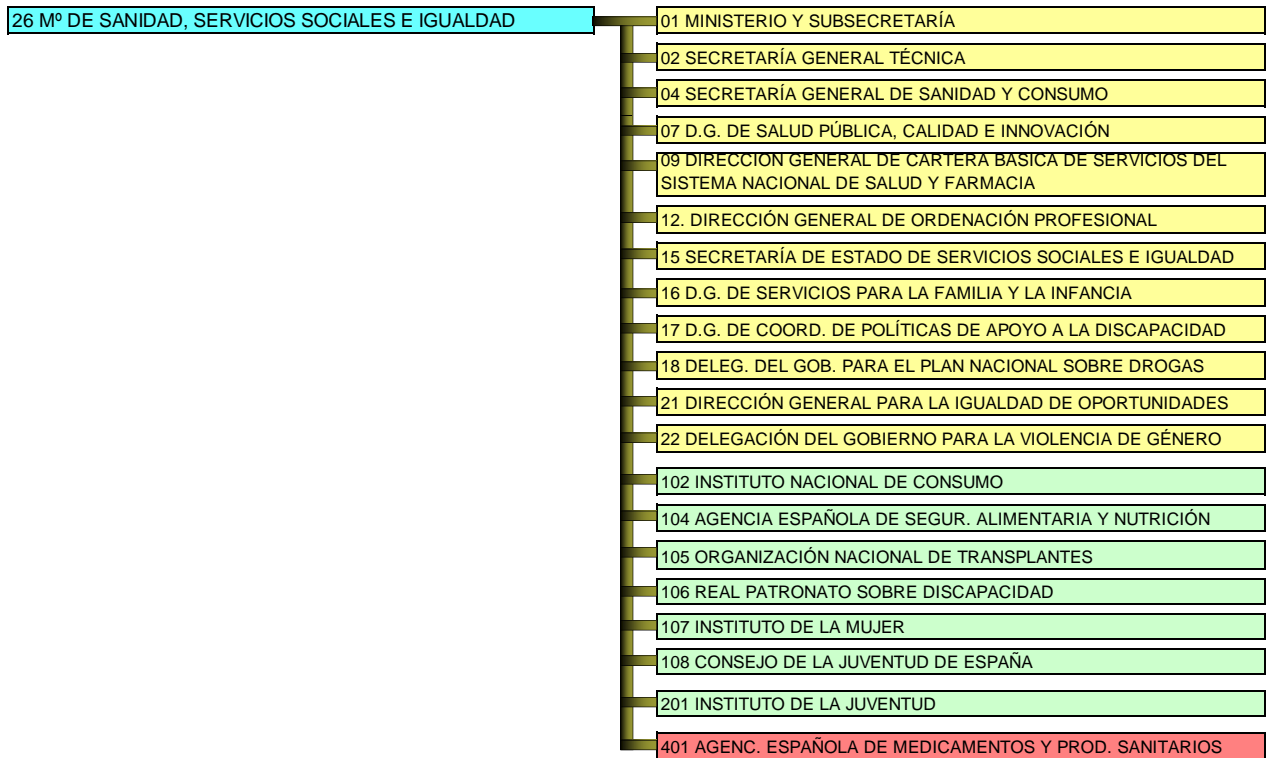 26 Mº DE SANIDAD, SERVICIOS SOCIALES E IGUALDAD
01 MINISTERIO Y SUBSECRETARÍA
02 SECRETARÍA GENERAL TÉCNICA
04 SECRETARÍA GENERAL DE SANIDAD Y CONSUMO
07 D.G. DE SALUD PÚBLICA, CALIDAD E INNOVACIÓN
09 DIRECCIÓN GENERAL DE CARTERA BÁSICA DE SERVICIOS DEL
SISTEMA NACIONAL DE SALUD Y FARMACIA
12. DIRECCIÓN GENERAL DE ORDENACIÓN PROFESIONAL
15 SECRETARÍA DE ESTADO DE SERVICIOS SOCIALES E IGUALDAD
16 D.G. DE SERVICIOS PARA LA FAMILIA Y LA INFANCIA
17 D.G. DE COORD. DE POLÍTICAS DE APOYO A LA DISCAPACIDAD
18 DELEG. DEL GOB. PARA EL PLAN NACIONAL SOBRE DROGAS
21 DIRECCIÓN GENERAL PARA LA IGUALDAD DE OPORTUNIDADES
22 DELEGACIÓN DEL GOBIERNO PARA LA VIOLENCIA DE GÉNERO
102 INSTITUTO NACIONAL DE CONSUMO
104 AGENCIA ESPAÑOLA DE SEGUR. ALIMENTARIA Y NUTRICIÓN
105 ORGANIZACIÓN NACIONAL DE TRANSPLANTES
106 REAL PATRONATO SOBRE DISCAPACIDAD
107 INSTITUTO DE LA MUJER
108 CONSEJO DE LA JUVENTUD DE ESPAÑA
201 INSTITUTO DE LA JUVENTUD
401 AGENC. ESPAÑOLA DE MEDICAMENTOS Y PROD. SANITARIOS